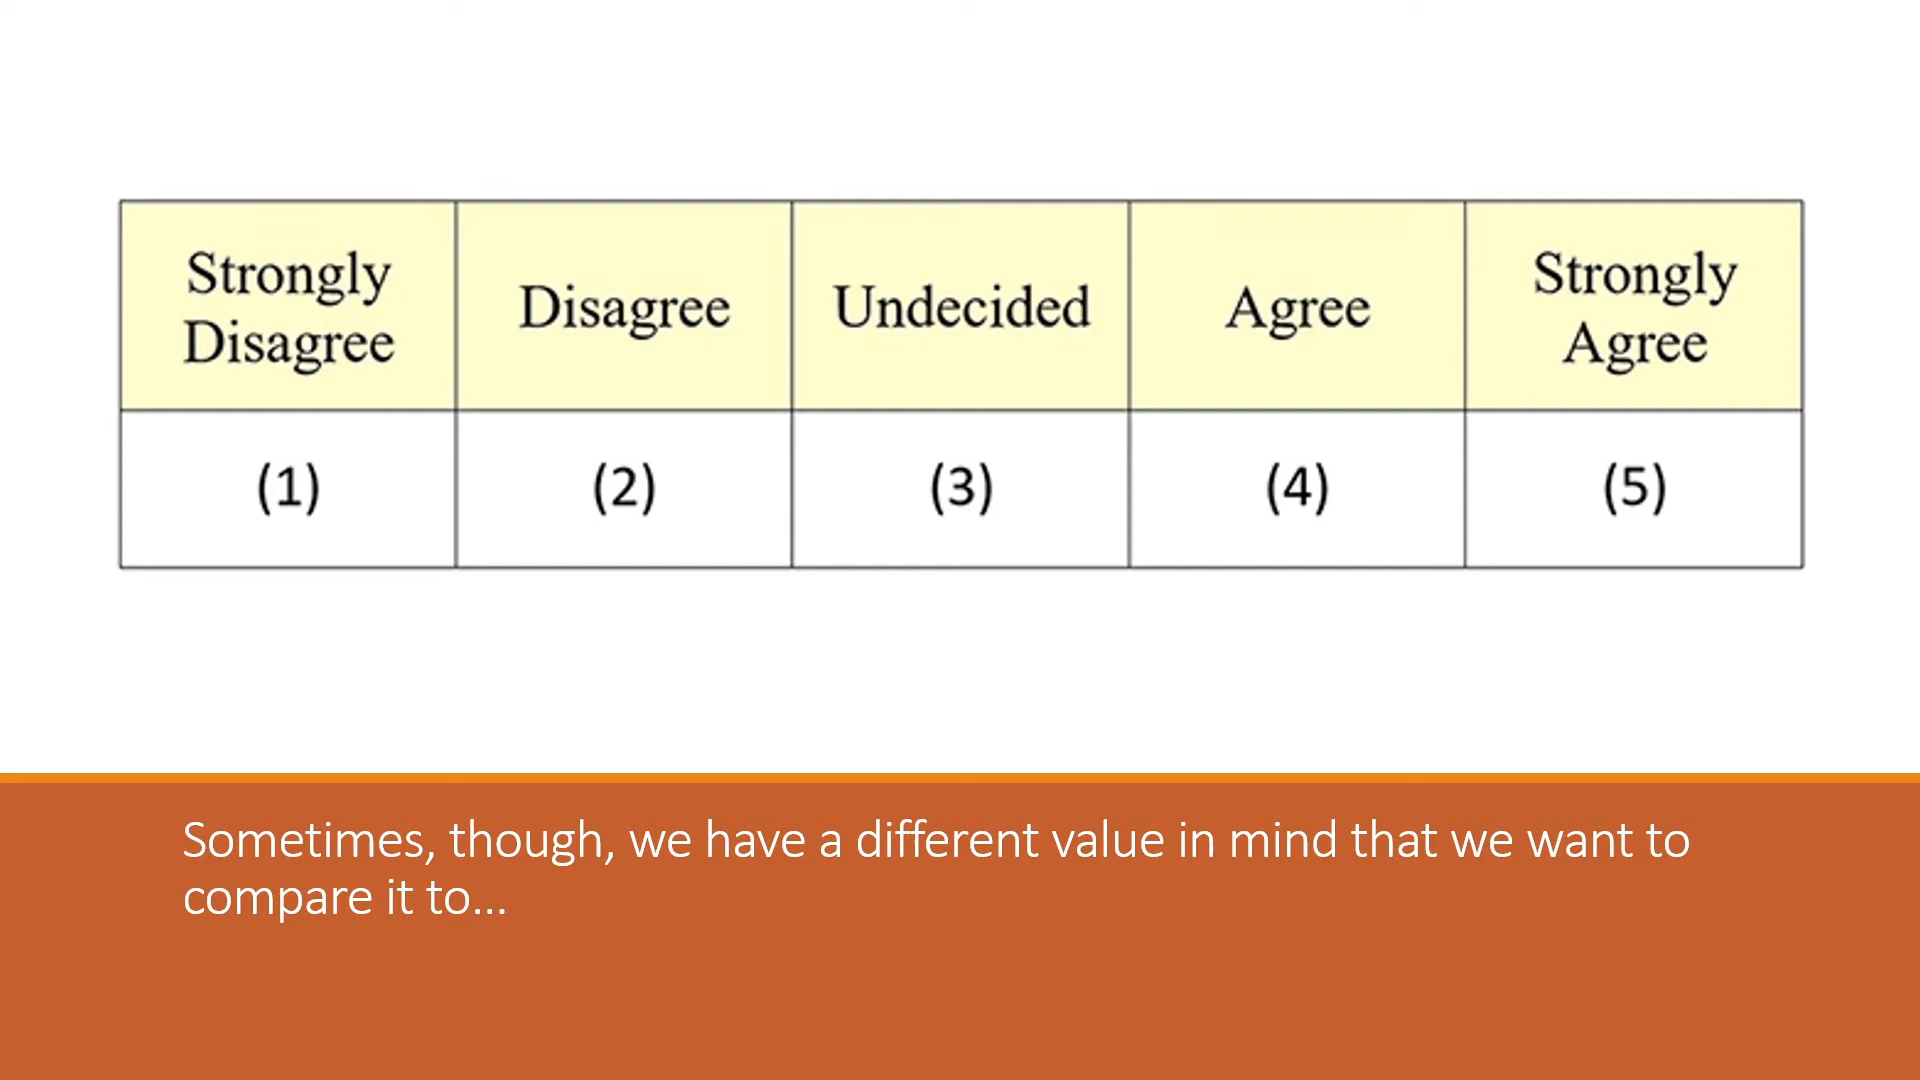 Strongly Disagree
Disagree
Undecided
Agree
Strongly Agree
(1)
(2)
(3)
(4)
(5)
Sometimes, though, we have a different value in mind that we want to
compare it to...